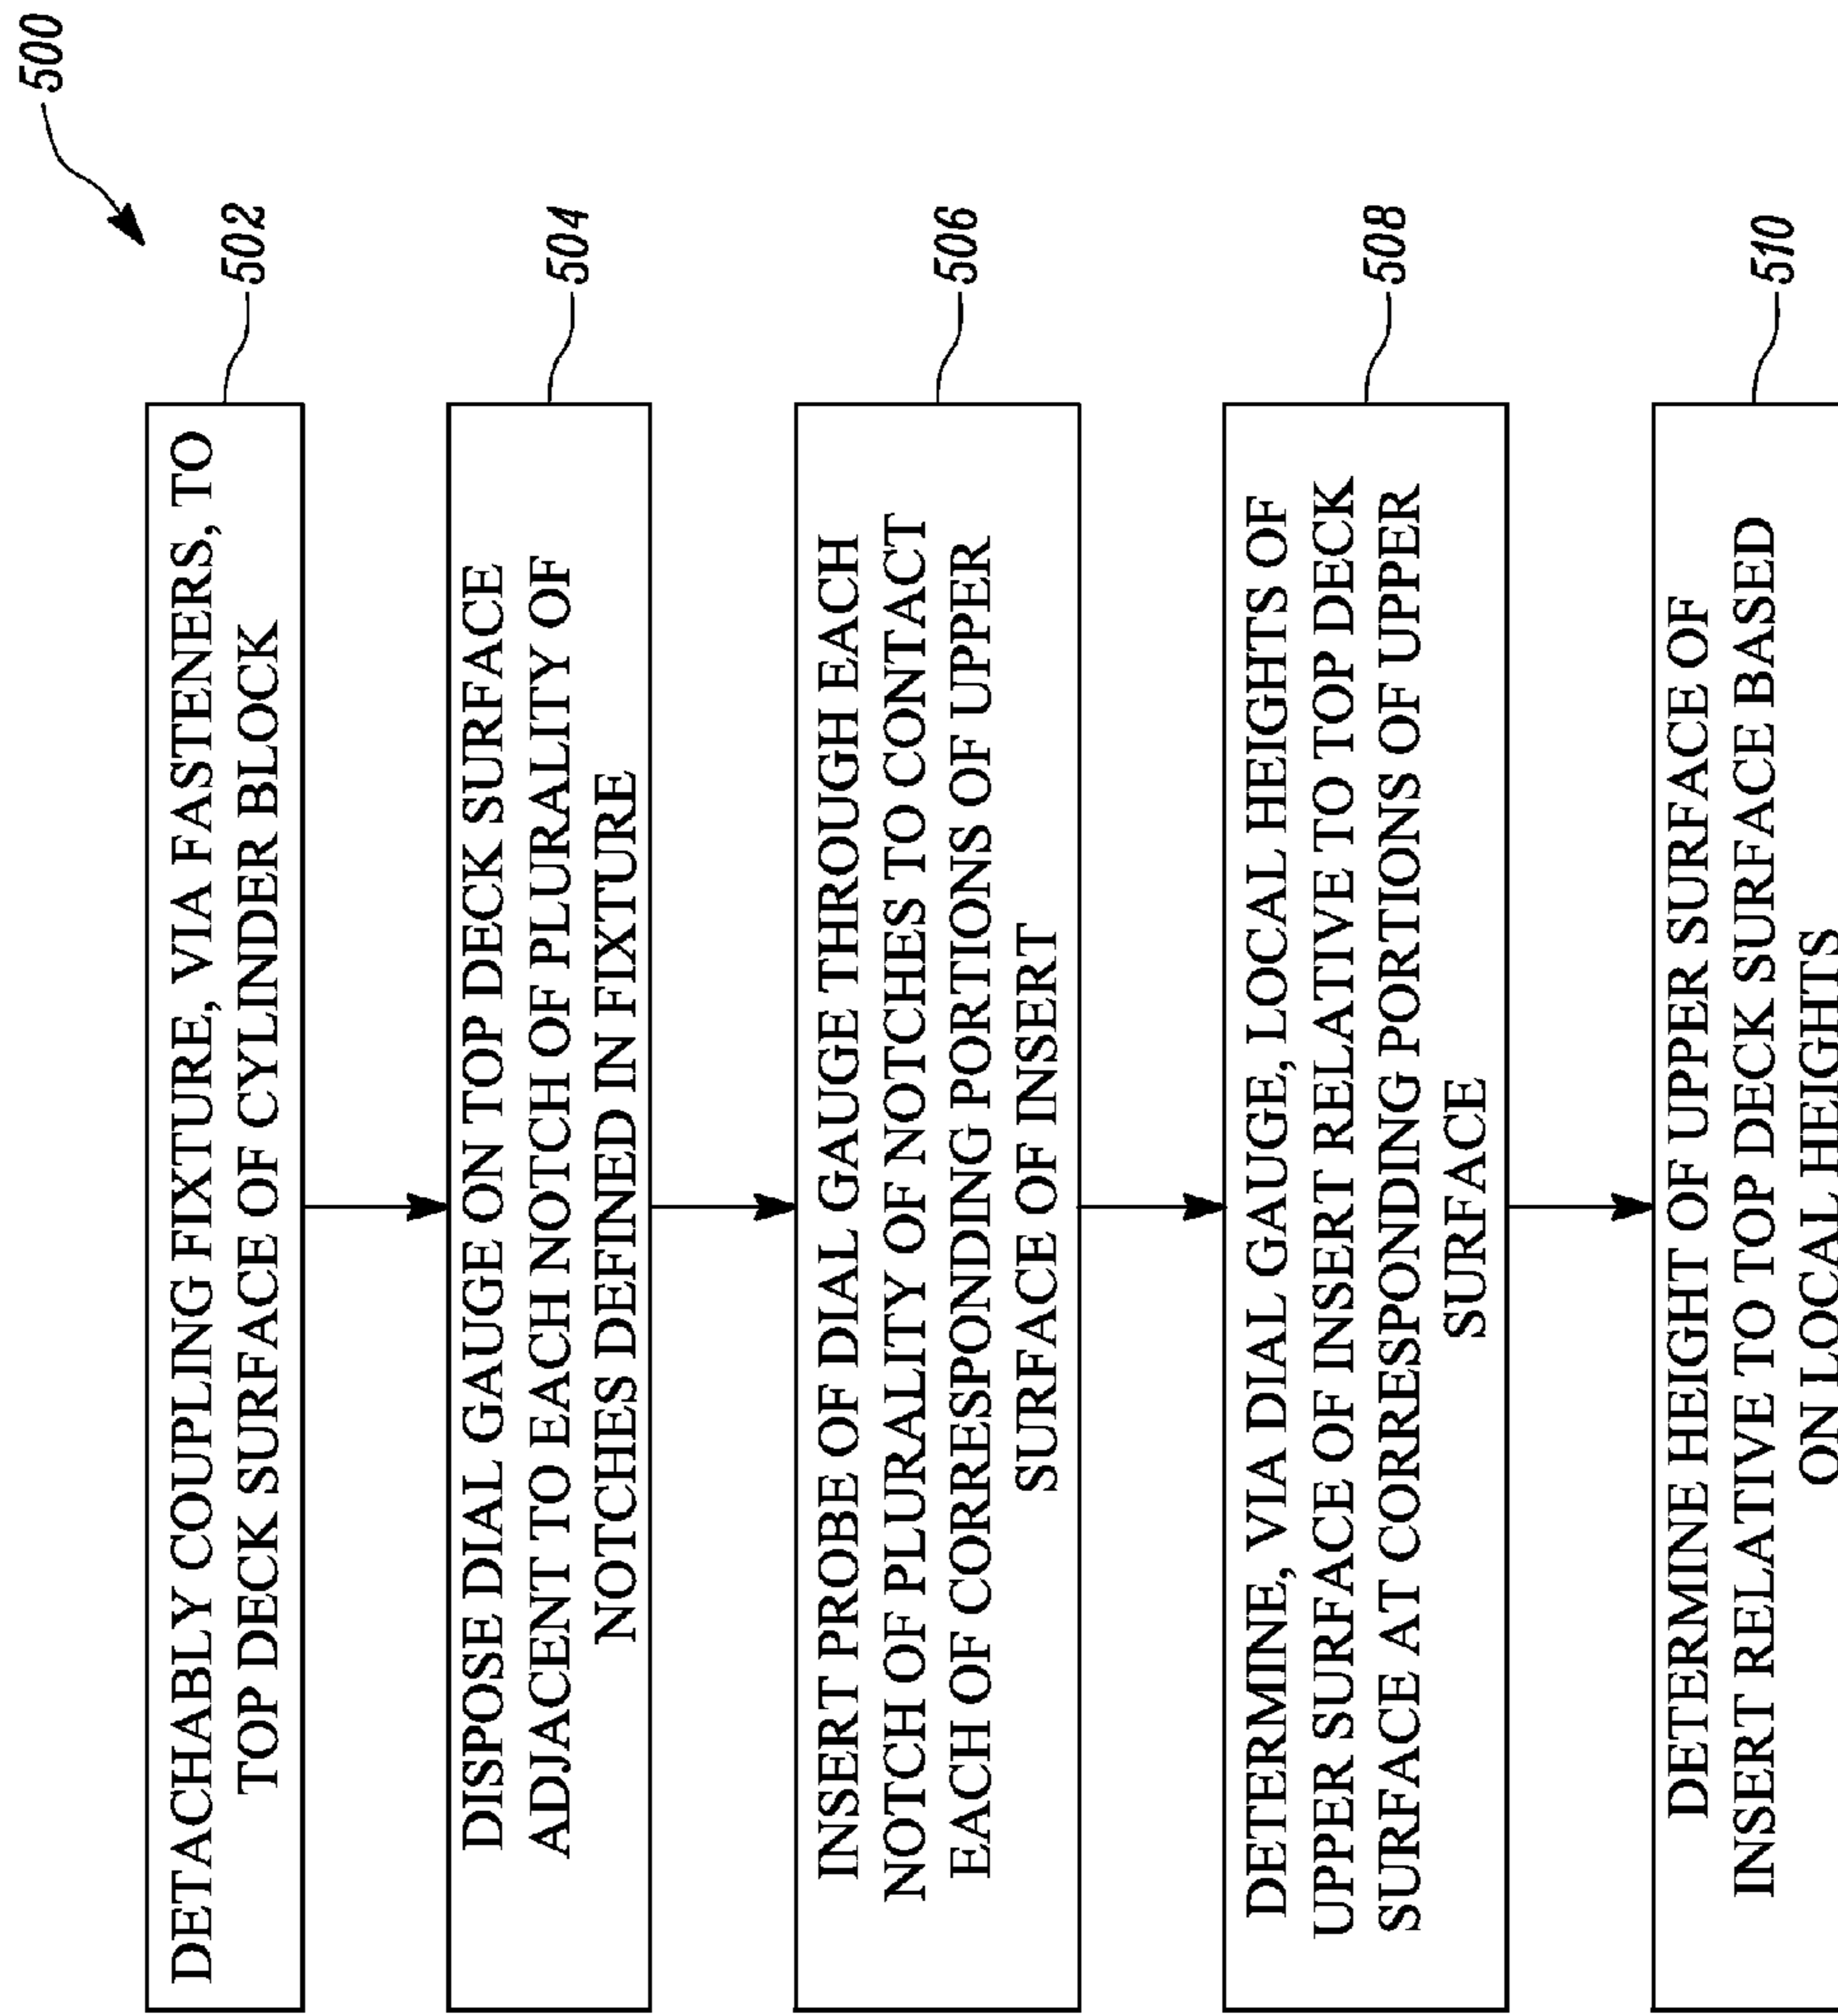 500
DETACHABLY COUPLING FIXTURE, VIA FASTENERS, TO
TOP DECK SURFACE OF CYLINDER BLOCK
502
DISPOSE DIAL GAUGE ON TOP DECK SURFACE
ADJACENT TO EACH NOTCH OF PLURALITY OF
NOTCHES DEFINED IN FIXTURE
504
INSERT PROBE OF DIAL GAUGE THROUGH EACH
NOTCH OF PLURALITY OF NOTCHES TO CONTACT
EACH OF CORRESPONDING PORTIONS OF UPPER
SURFACE OF INSERT
506
DETERMINE, VIA DIAL GAUGE, LOCAL HEIGHTS OF
UPPER SURFACE OF INSERT RELATIVE TO TOP DECK
SURFACE AT CORRESPONDING PORTIONS OF UPPER
SURFACE
508
DETERMINE HEIGHT OF UPPER SURFACE OF
INSERT RELATIVE TO TOP DECK SURFACE BASED
ON LOCAL HEIGHTS
510